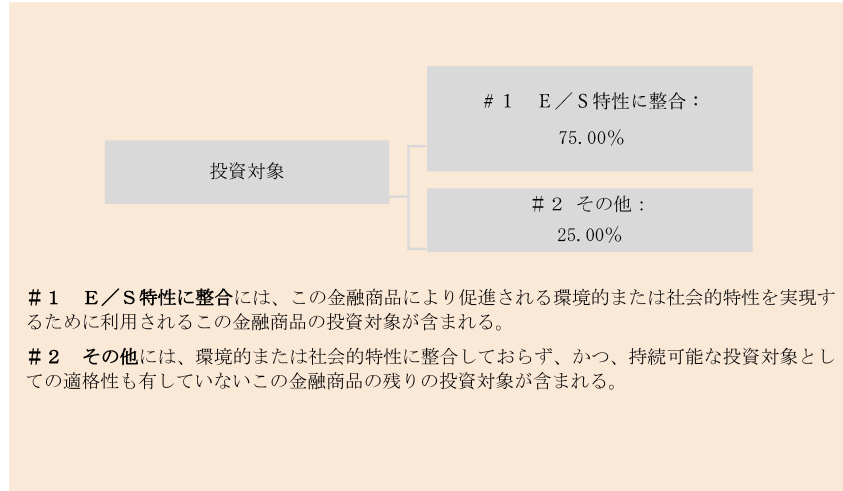 ＃１　Ｅ／Ｓ特性に整合：
75.00％
投資対象
＃２ その他：
25.00％
＃１　Ｅ／Ｓ特性に整合には、この金融商品により促進される環境的または社会的特性を実現す
るために利用されるこの金融商品の投資対象が含まれる。
＃２　その他には、環境的または社会的特性に整合しておらず、かつ、持続可能な投資対象とし
ての適格性も有していないこの金融商品の残りの投資対象が含まれる。